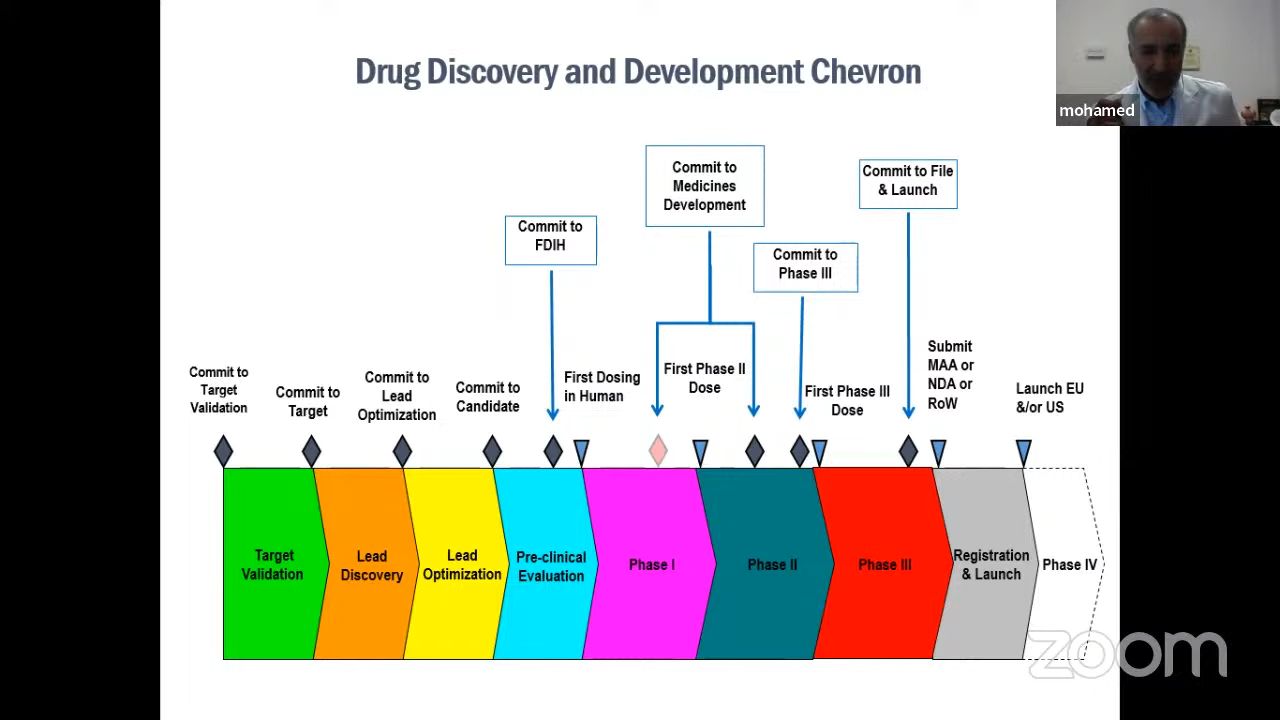 Drug Discovery and Development Chevron
mohamed
Commit to
Medicines
Development
Commit to File
& Launch
Commit to
FDIH
Commit to
Phase III
Commit to
Target
Validation
Commit to
Target
Commit to
Lead
Optimization
Commit to
Candidate
First Dosing
in Human
First Phase II
Dose
First Phase III
Dose
Submit
MAA or
NDA or
RoW
Launch EU
&/or US
Target
Validation
Lead
Discovery
Lead
Optimization
Pre-clinical
Evaluation
Phase I
Phase II
Phase III
Registration
& Launch
Phase IV
zoom